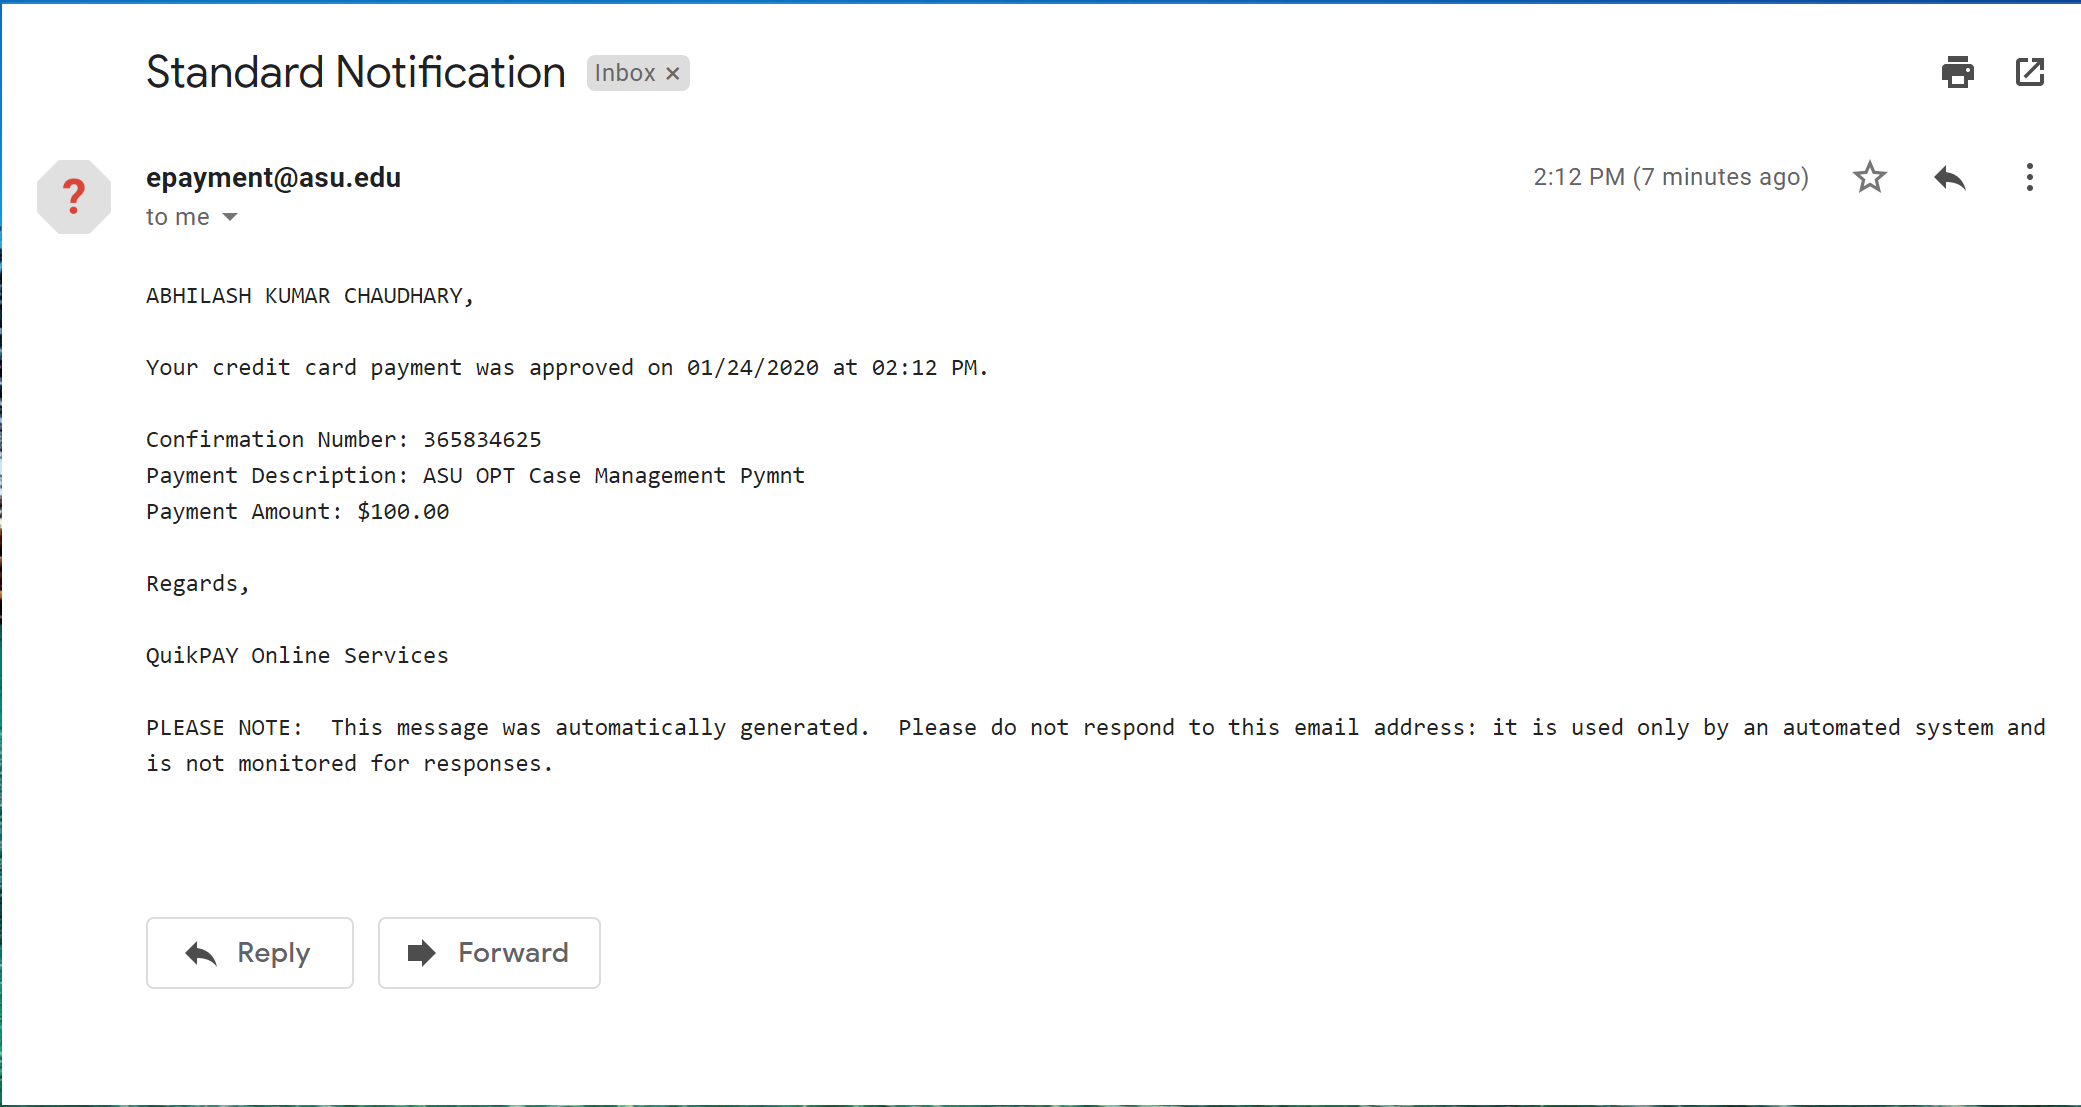 Standard Notification Inbox ×
epayment@asu.edu 2:12 PM (7 minutes ago)
?
to me
ABHILASH KUMAR CHAUDHARY,
Your credit card payment was approved on 01/24/2020 at 02:12 PM.
Confirmation Number: 365834625
Payment Description: ASU OPT Case Management Pymnt
Payment Amount: $100.00
Regards,
QuikPAY Online Services
PLEASE NOTE:  This message was automatically generated.  Please do not respond to this email address: it is used only by an automated system and
is not monitored for responses.
Reply Forward